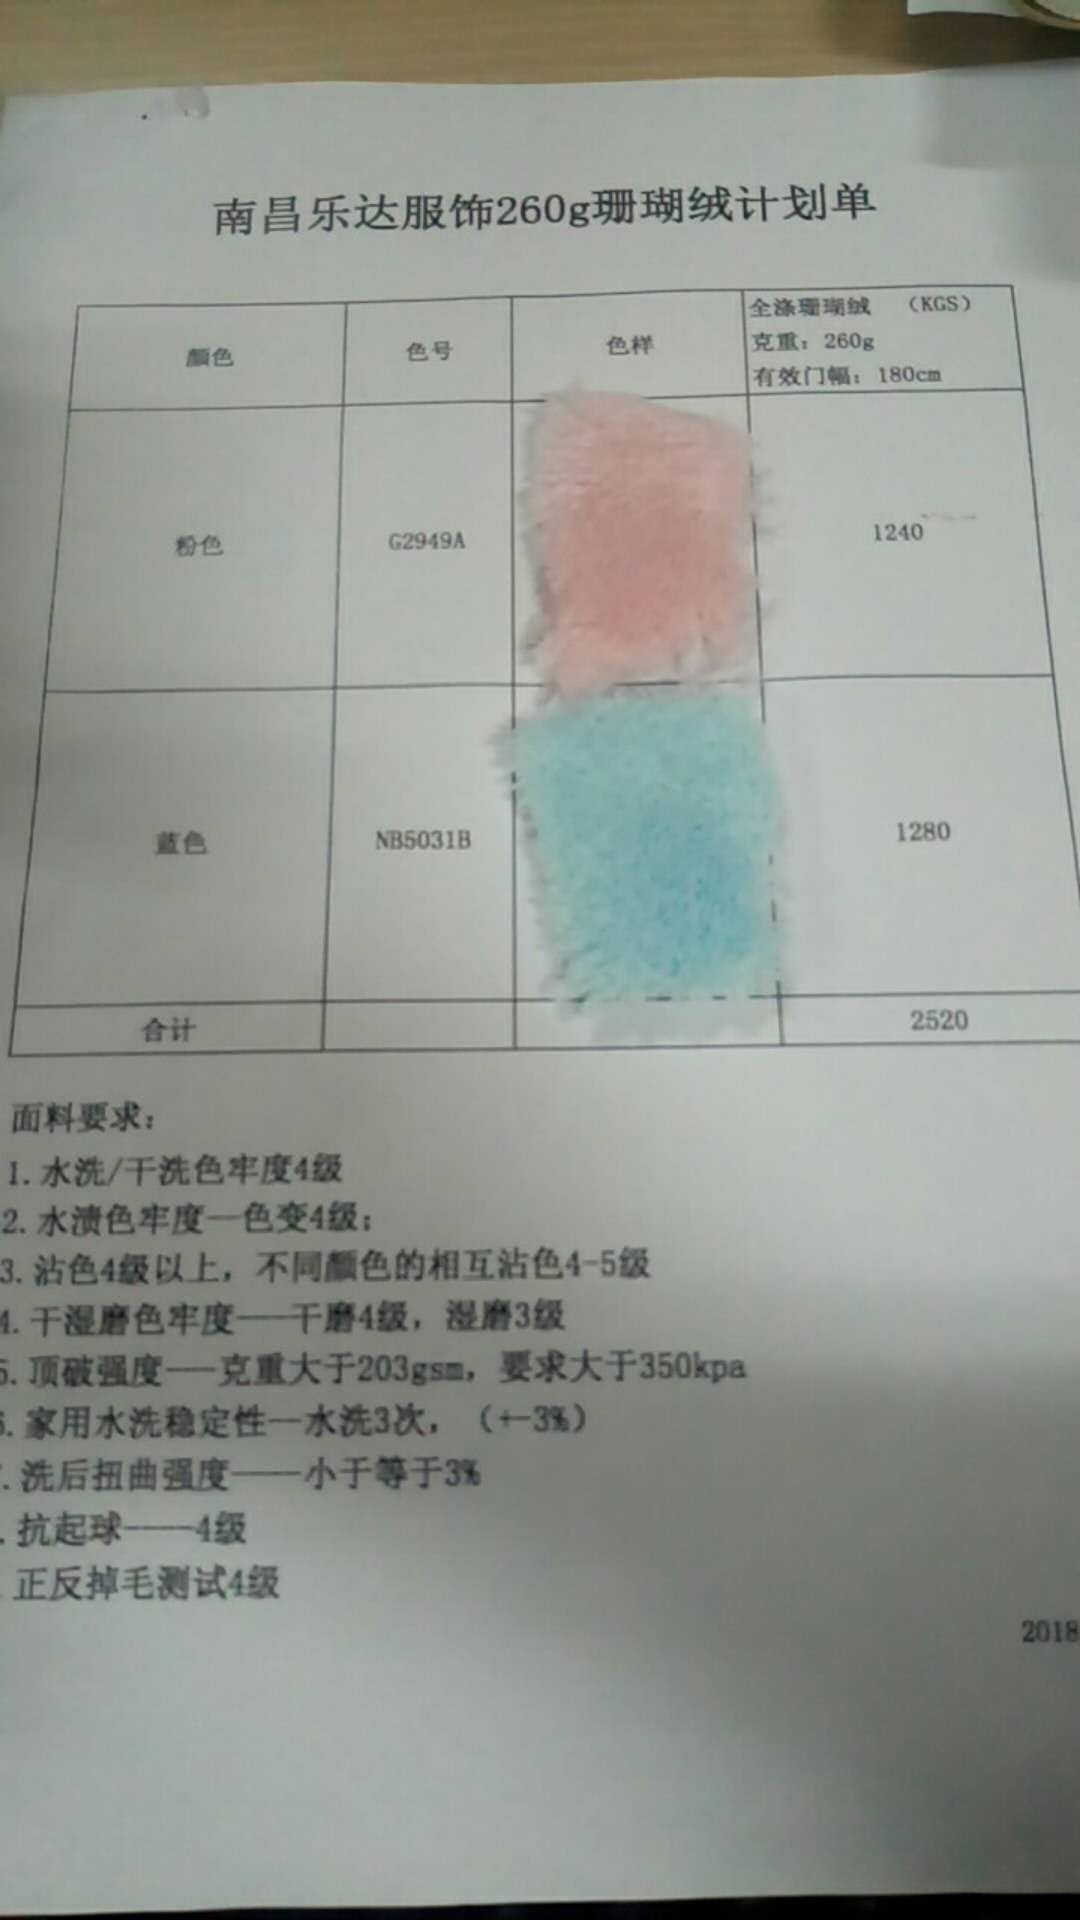 南昌乐达服饰260g珊瑚绒计划单
颜色 色号 色样 全涤珊瑚绒 （KGS）
克重：260g
有效门幅：180cm
粉色 G2949A 1240
蓝色 NB5031B 1280
合计 2520
面料要求：
1. 水洗/干洗色牢度4级
2. 水渍色牢度—色变4级；
3. 沾色4级以上，不同颜色的相互沾色4-5级
4. 干湿磨色牢度——干磨4级，湿磨3级
5. 顶破强度——克重大于203gsm，要求大于350kpa
6. 家用水洗稳定性—水洗3次，（+-3%）
. 洗后扭曲强度——小于等于3%
. 抗起球——4级
正反掉毛测试4级
2018